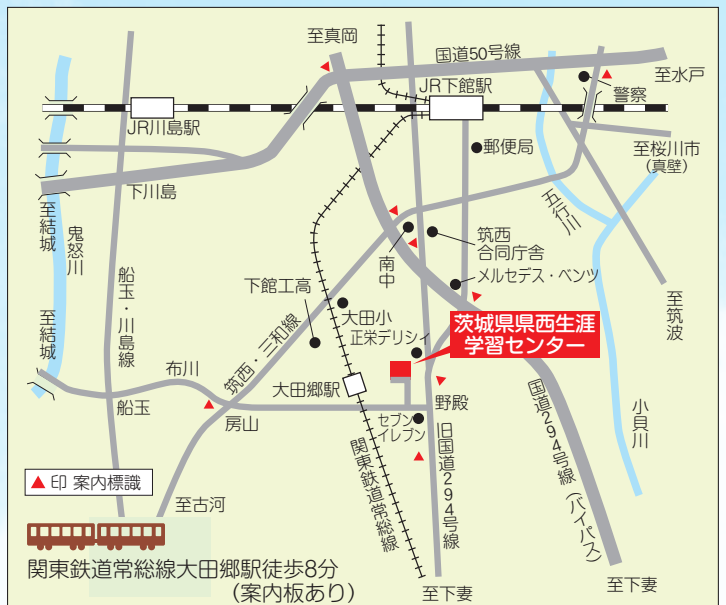 至真岡
国道50号線
至水戸
JR下館駅
警察
JR川島駅
郵便局
至桜川市
(真壁)
下川島
至結城
鬼怒川
五行川
筑西
合同庁舎
南中
メルセデス・ベンツ
船玉・川島線
下館工高
大田小
正栄デリシィ
茨城県県西生涯
学習センター
至筑波
至結城
筑西・三和線
布川
大田郷駅
野殿
船玉
房山
セブン
イレブン
小貝川
国道294号線(バイパス)
旧国道294号線
関東鉄道常総線
▲印 案内標識
至古河
関東鉄道常総線大田郷駅徒歩8分
(案内板あり)
至下妻
至下妻